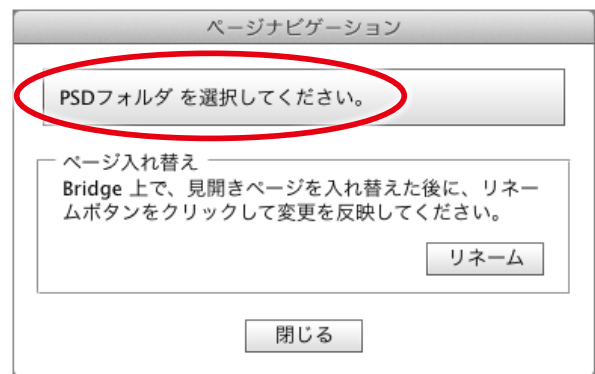 ページナビゲーション
PSDフォルダ を選択してください。
ページ入れ替え
Bridge 上で、見開きページを入れ替えた後に、リネー
ムボタンをクリックして変更を反映してください。
リネーム
閉じる